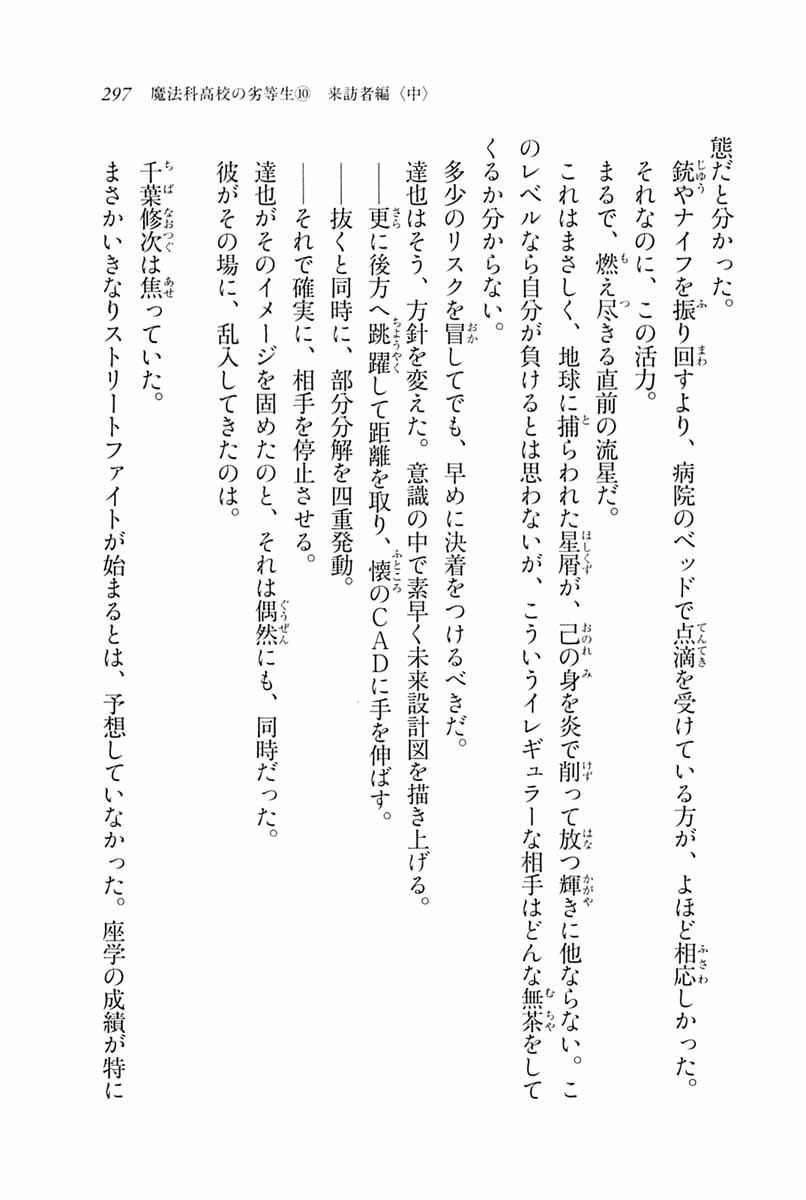 297　魔法科高校の劣等生⑩　来訪者編〈中〉
態だと分かった。
銃やナイフを振り回すより、病院のベッドで点滴を受けている方が、よほど相応しかった。
それなのに、この活力。
まるで、燃え尽きる直前の流星だ。
これはまさしく、地球に捕らわれた星屑が、己の身を炎で削って放つ輝きに他ならない。こ
のレベルなら自分が負けるとは思わないが、こういうイレギュラーな相手はどんな無茶をして
くるか分からない。
多少のリスクを冒してでも、早めに決着をつけるべきだ。
達也はそう、方針を変えた。意識の中で素早く未来設計図を描き上げる。
――更に後方へ跳躍して距離を取り、懐のＣＡＤに手を伸ばす。
――抜くと同時に、部分分解を四重発動。
――それで確実に、相手を停止させる。
達也がそのイメージを固めたのと、それは偶然にも、同時だった。
彼がその場に、乱入してきたのは。
千葉修次は焦っていた。
まさかいきなりストリートファイトが始まるとは、予想していなかった。座学の成績が特に